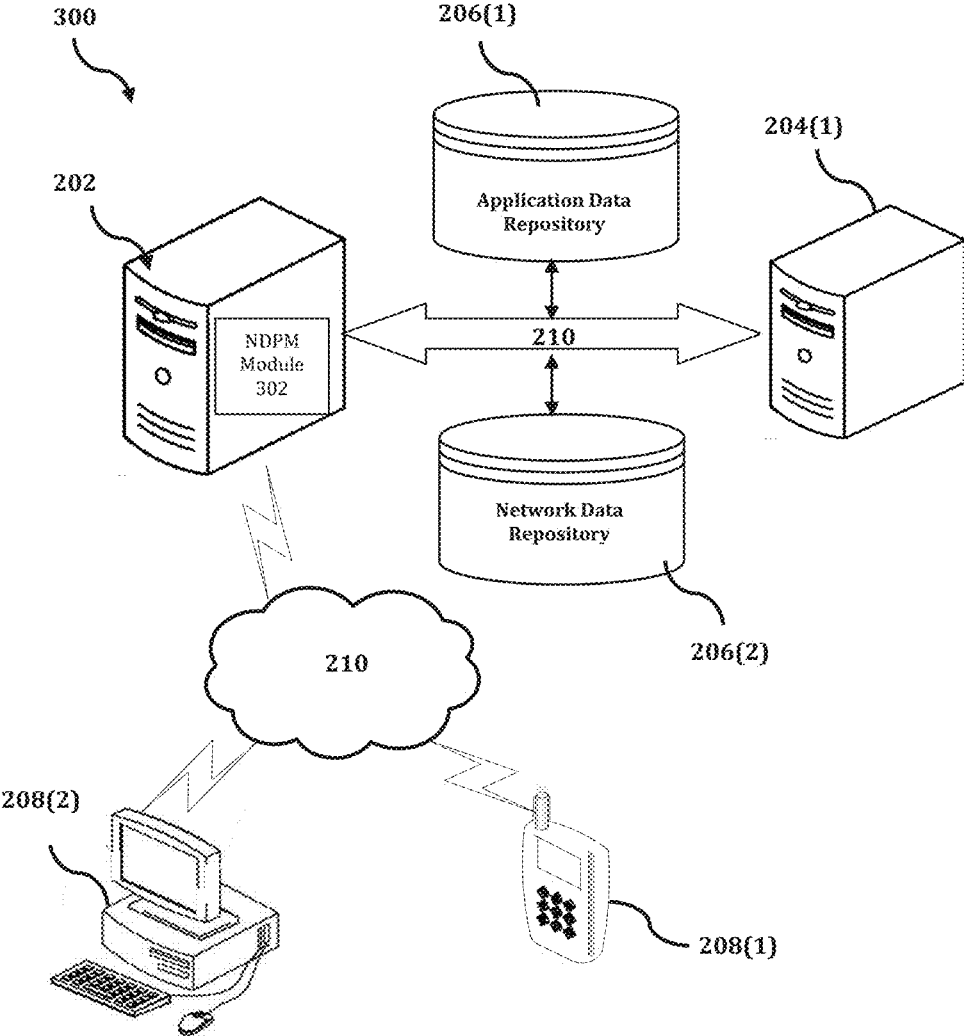 300
206(1)
204(1)
202
Application Data
Repository
NDPM
Module
302
210
Network Data
Repository
206(2)
210
208(2)
208(1)